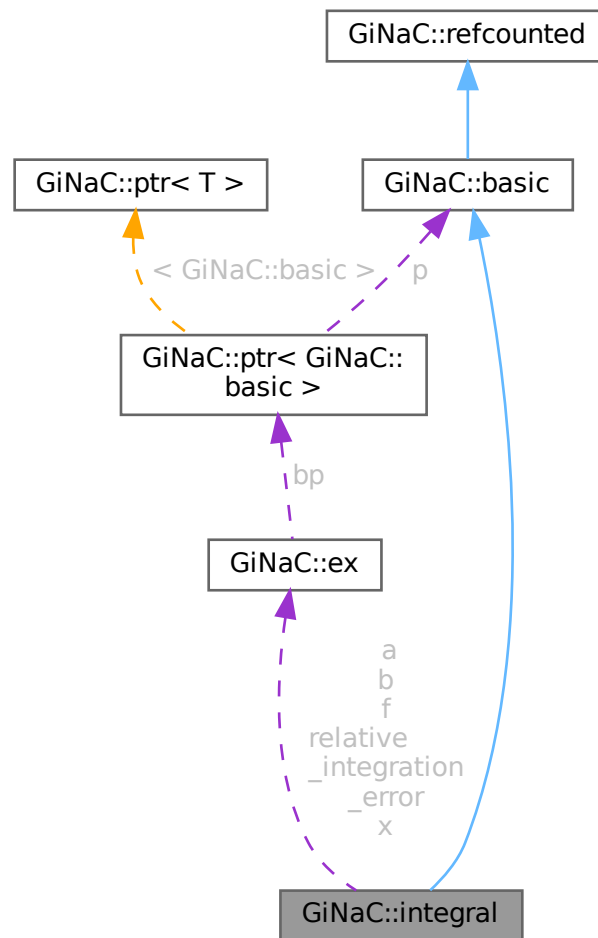 GiNaC::refcounted
GiNaC::ptr< T >
GiNaC::basic
< GiNaC::basic >
p
GiNaC::ptr< GiNaC::
basic >
bp
GiNaC::ex
a
b
f
relative
_integration
_error
x
GiNaC::integral